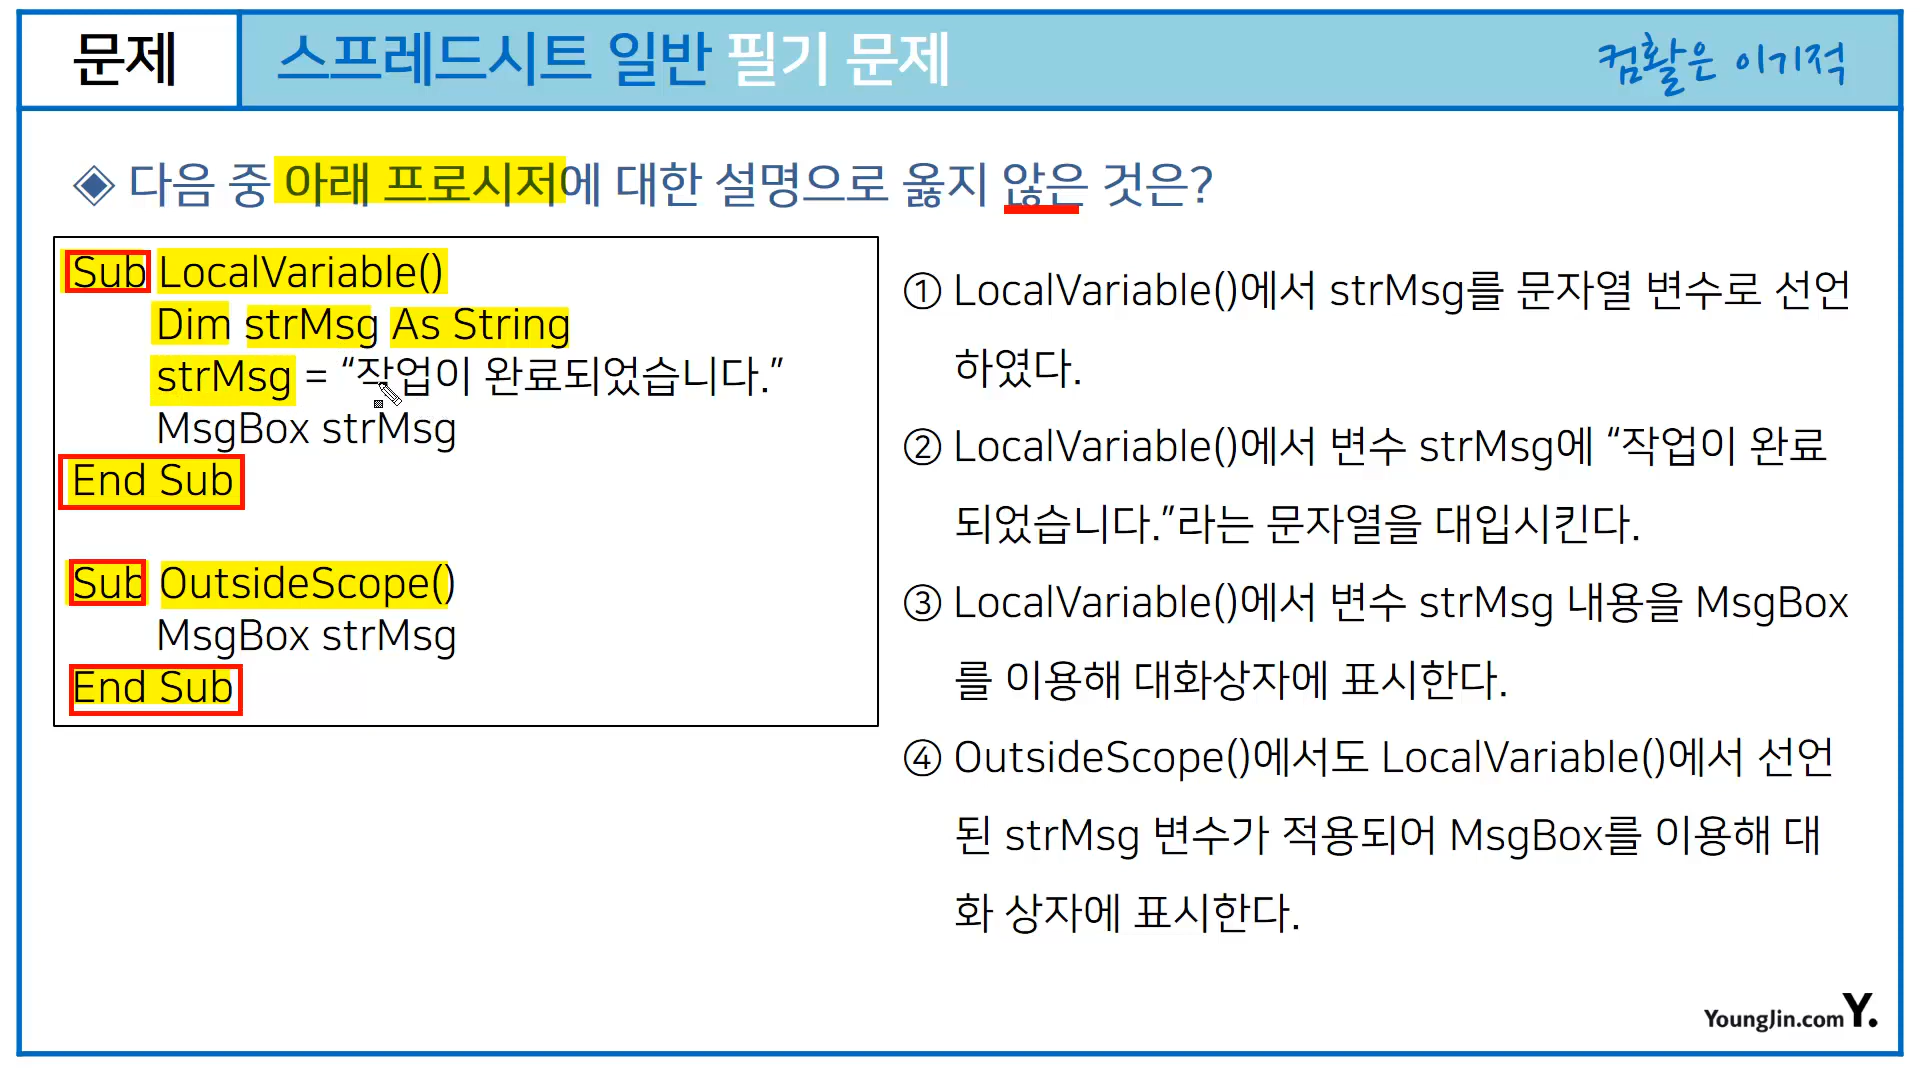 문제
스프레드시트 일반 필기 문제
컴활은 이기적
◈ 다음 중 아래 프로시저에 대한 설명으로 옳지 않은 것은?
Sub LocalVariable()
Dim strMsg As String
strMsg = “작업이 완료되었습니다.”
MsgBox strMsg
End Sub
Sub OutsideScope()
MsgBox strMsg
End Sub
① LocalVariable()에서 strMsg를 문자열 변수로 선언
하였다.
② LocalVariable()에서 변수 strMsg에 “작업이 완료
되었습니다.”라는 문자열을 대입시킨다.
③ LocalVariable()에서 변수 strMsg 내용을 MsgBox
를 이용해 대화상자에 표시한다.
④ OutsideScope()에서도 LocalVariable()에서 선언
된 strMsg 변수가 적용되어 MsgBox를 이용해 대
화 상자에 표시한다.
YoungJin.com Y.